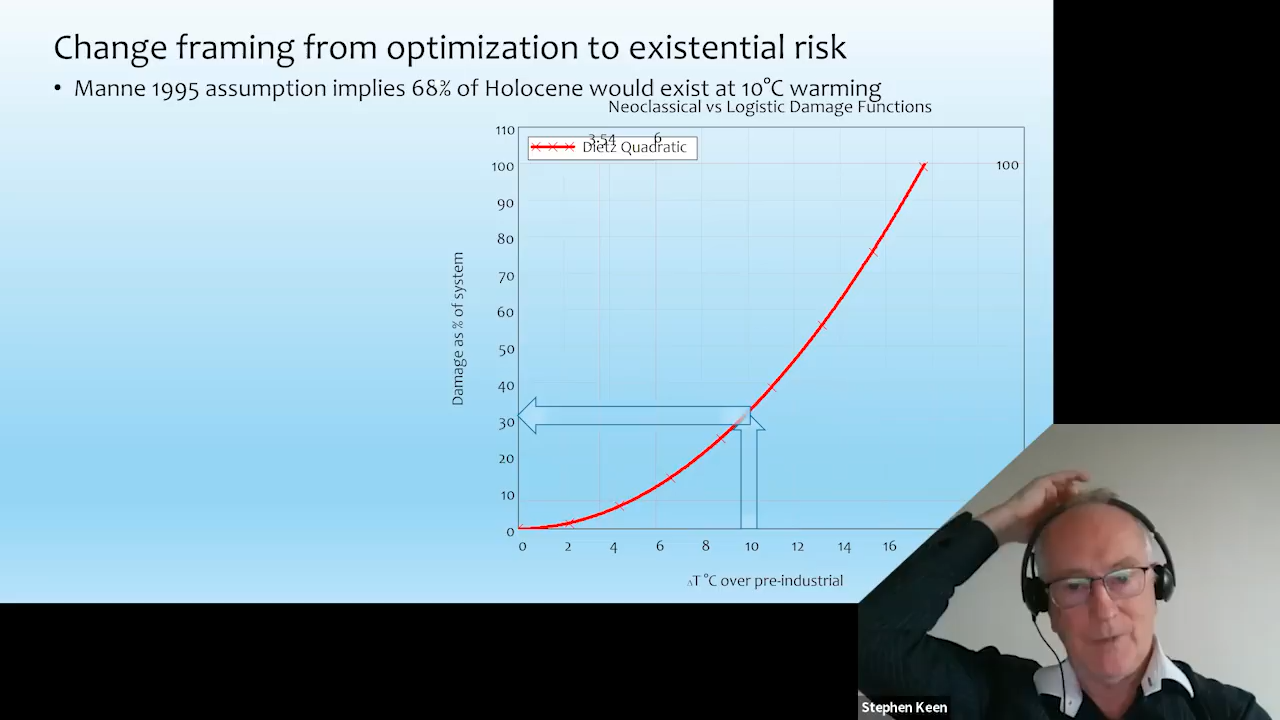 Change framing from optimization to existential risk
• Manne 1995 assumption implies 68% of Holocene would exist at 10°C warming
Neoclassical vs Logistic Damage Functions
110
3.54 6
Dietz Quadratic
100
100
90
80
70
60
50
40
30
20
10
0
Damage as % of system
0 2 4 6 8 10 12 14 16
ΔT °C over pre-industrial
Stephen Keen